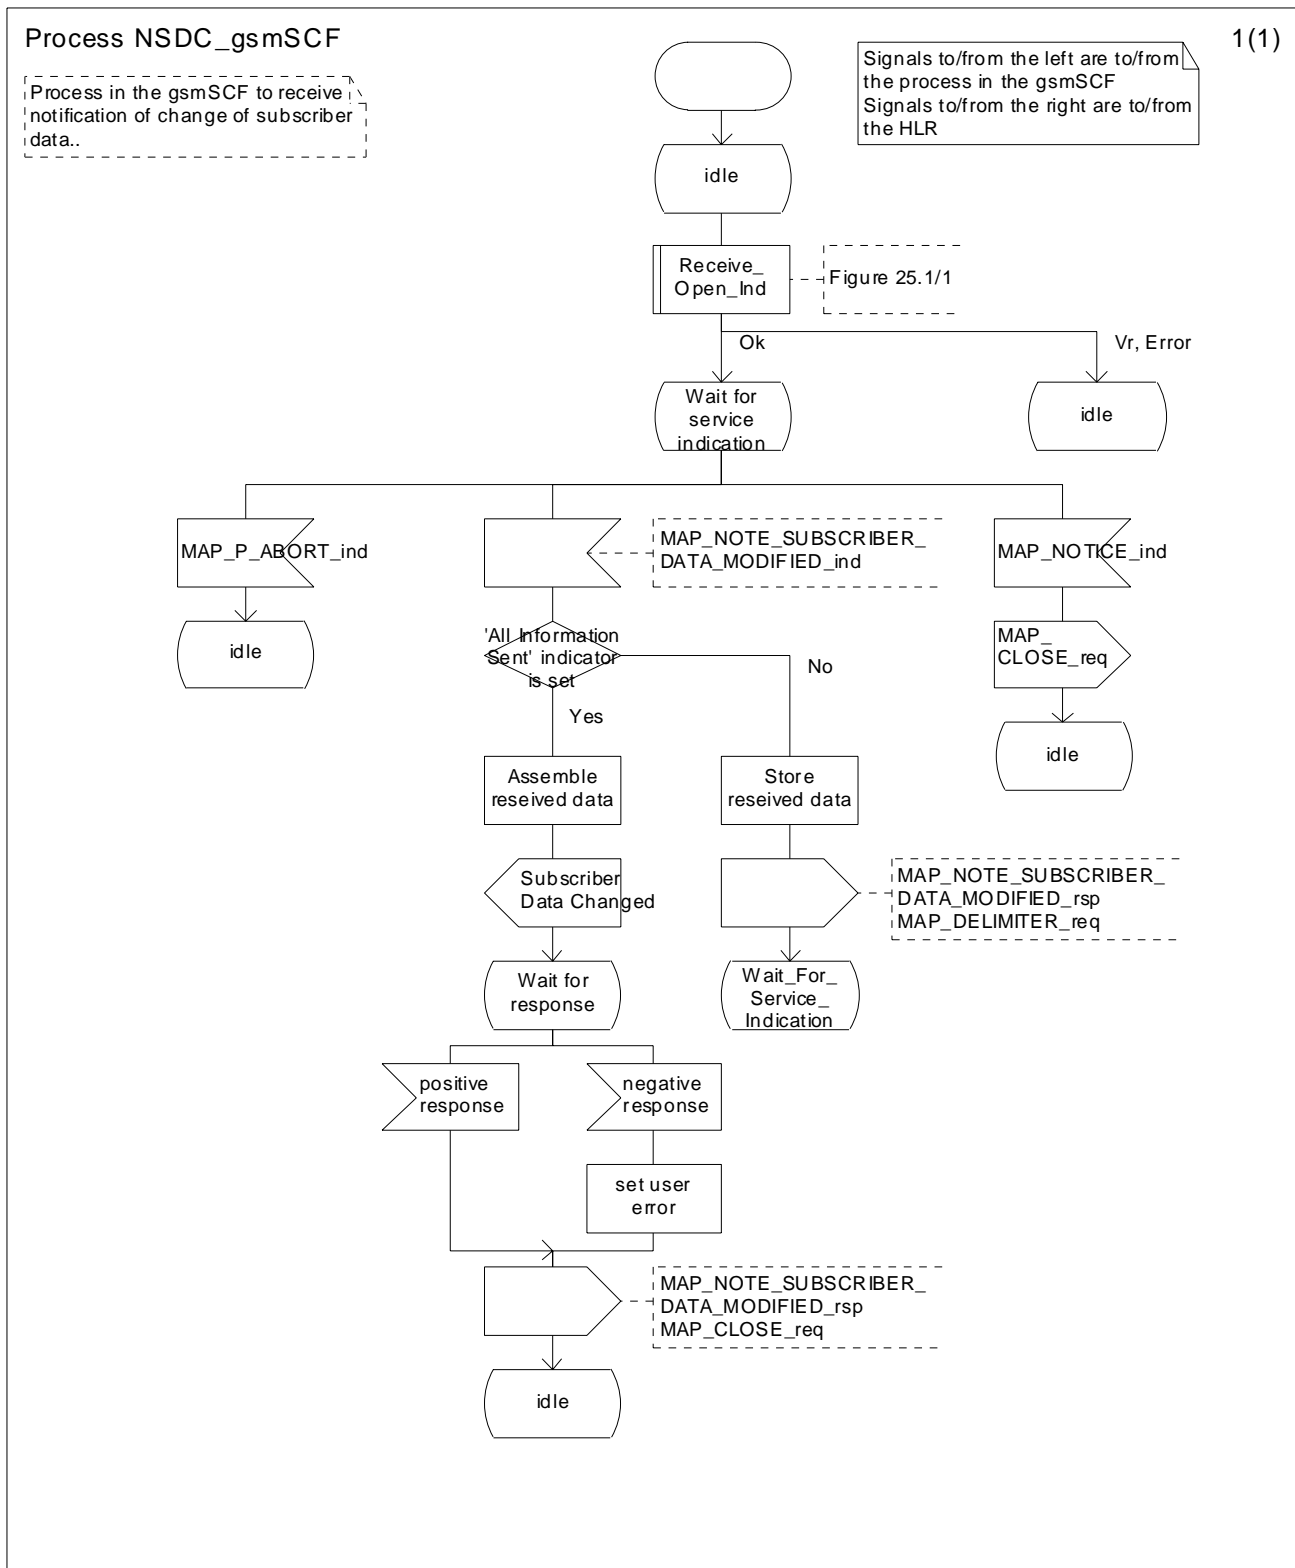 Process NSDC_gsmSCF
1(1)
Process in the gsmSCF to receive
notification of change of subscriber
data..
Signals to/from the left are to/from
the process in the gsmSCF
Signals to/from the right are to/from
the HLR
idle
Receive_
Open_Ind
Figure 25.1/1
Ok
Vr, Error
Wait for
service
indication
idle
MAP_P_ABORT_ind
MAP_NOTE_SUBSCRIBER_
DATA_MODIFIED_ind
MAP_NOTICE_ind
idle
'All Information
Sent' indicator
is set
No
MAP_
CLOSE_req
Yes
idle
Assemble
reseived data
Store
reseived data
Subscriber
Data Changed
MAP_NOTE_SUBSCRIBER_
DATA_MODIFIED_rsp
MAP_DELIMITER_req
Wait for
response
Wait_For_
Service_
Indication
positive
response
negative
response
set user
error
MAP_NOTE_SUBSCRIBER_
DATA_MODIFIED_rsp
MAP_CLOSE_req
idle